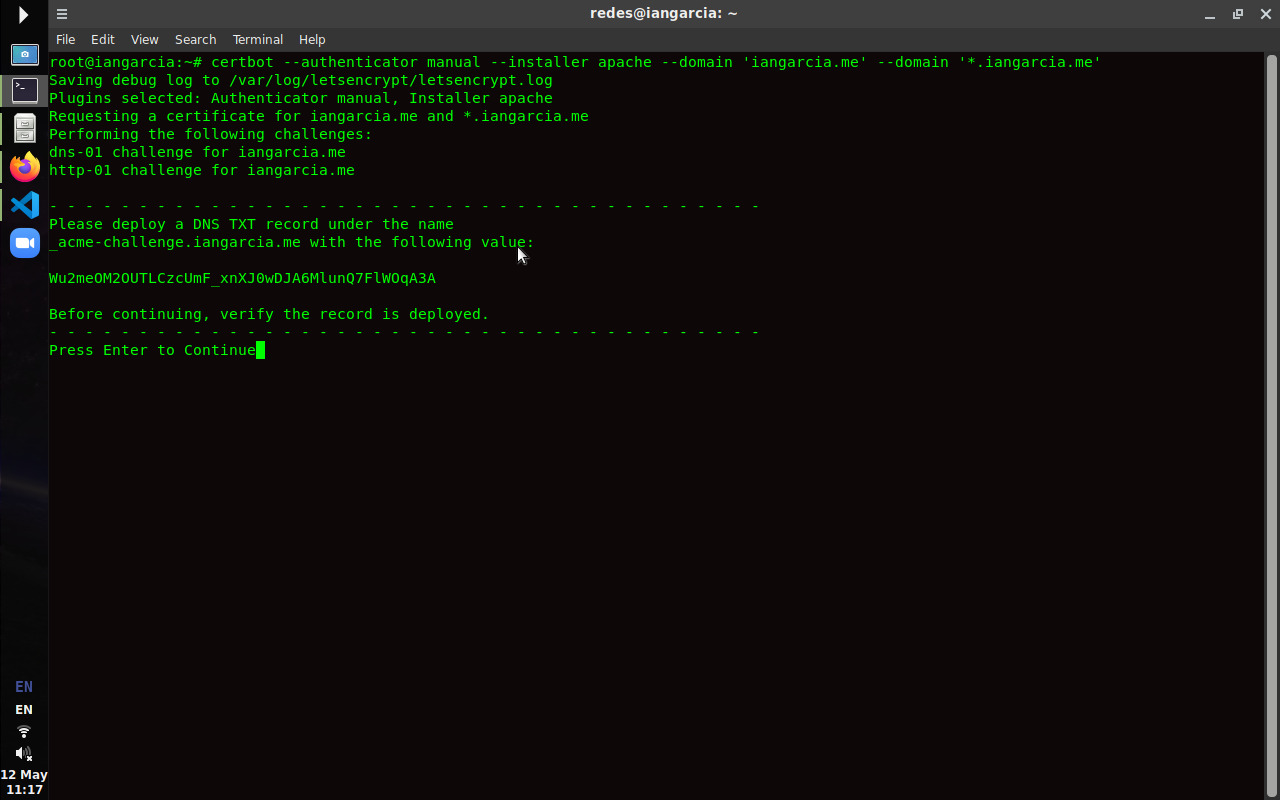 redes@iangarcia: ~
File Edit View Search Terminal Help
root@iangarcia:~# certbot --authenticator manual --installer apache --domain 'iangarcia.me' --domain '*.iangarcia.me'
Saving debug log to /var/log/letsencrypt/letsencrypt.log
Plugins selected: Authenticator manual, Installer apache
Requesting a certificate for iangarcia.me and *.iangarcia.me
Performing the following challenges:
dns-01 challenge for iangarcia.me
http-01 challenge for iangarcia.me
- - - - - - - - - - - - - - - - - - - - - - - - - - - - - - - - - - - - - - - -
Please deploy a DNS TXT record under the name
_acme-challenge.iangarcia.me with the following value:
Wu2meOM2OUTLCzcUmF_xnXJ0wDJA6MlunQ7FlWOqA3A
Before continuing, verify the record is deployed.
- - - - - - - - - - - - - - - - - - - - - - - - - - - - - - - - - - - - - - - -
Press Enter to Continue
EN
EN
12 May
11:17